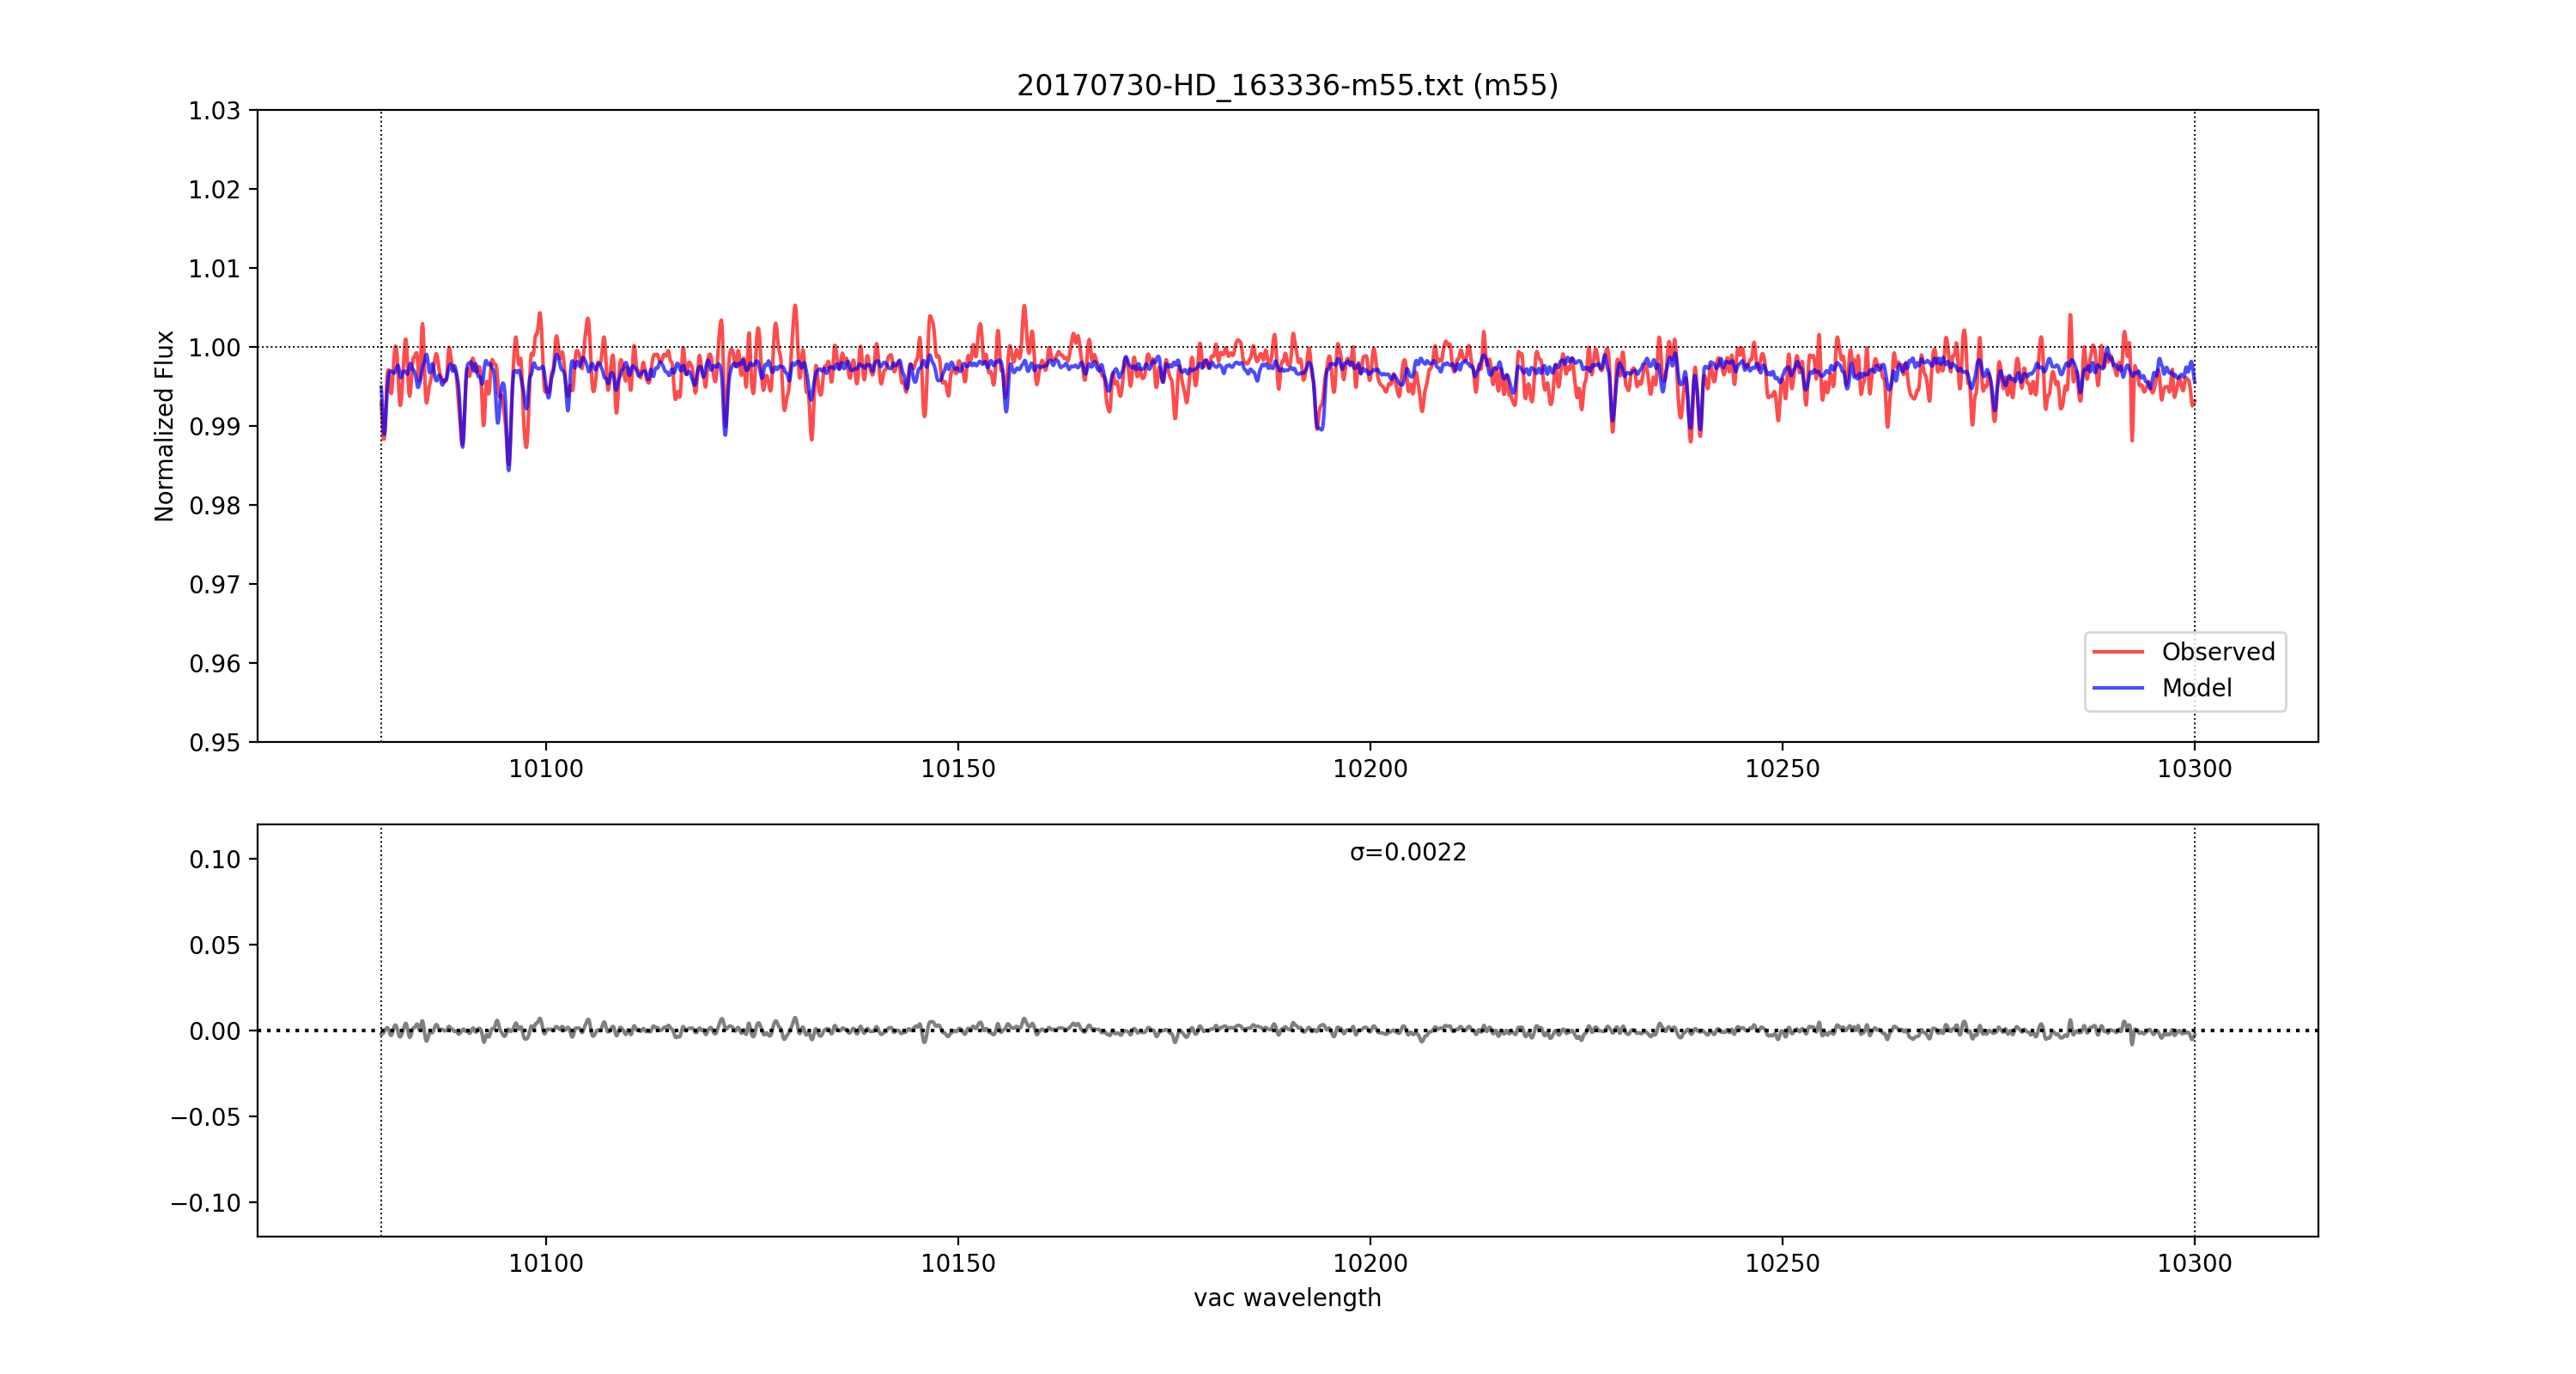 20170730-HD_163336-m55.txt (m55)
Normalized Flux
1.03
1.02
1.01
1.00
0.99
0.98
0.97
0.96
0.95
Observed
Model
10100 10150 10200 10250 10300
σ=0.0022
0.10
0.05
0.00
−0.05
−0.10
10100 10150 10200 10250 10300
vac wavelength